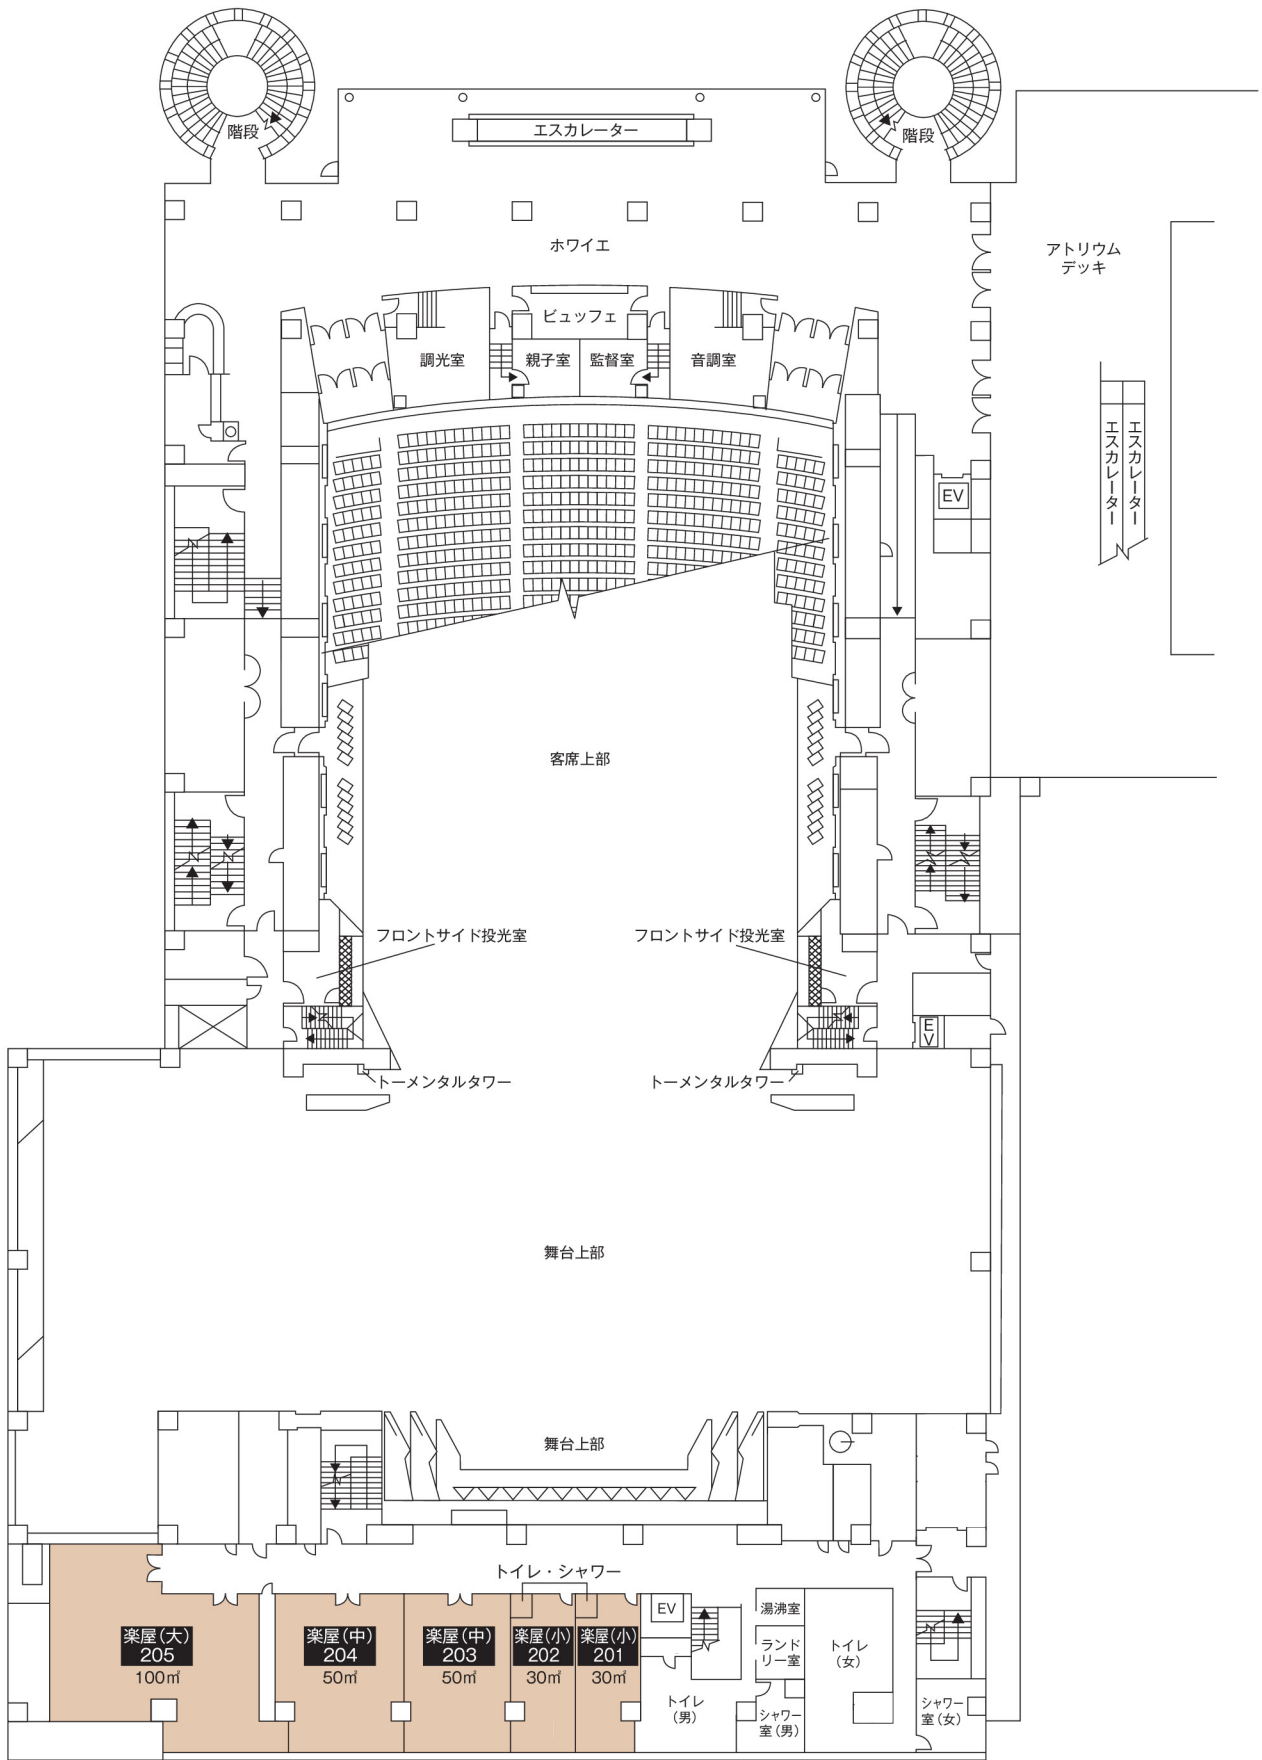 階段
エスカレーター
階段
ホワイエ
アトリウム
デッキ
ビュッフェ
調光室
親子室
監督室
音調室
エスカレーター
エスカレーター
EV
客席上部
フロントサイド投光室
フロントサイド投光室
EV
トーメンタルタワー
トーメンタルタワー
舞台上部
舞台上部
トイレ・シャワー
楽屋(大)
205
100㎡
楽屋(中)
204
50㎡
楽屋(中)
203
50㎡
楽屋(小)
202
30㎡
楽屋(小)
201
30㎡
EV
湯沸室
ランド
リー室
トイレ
(女)
トイレ
(男)
シャワー
室(男)
シャワー
室(女)